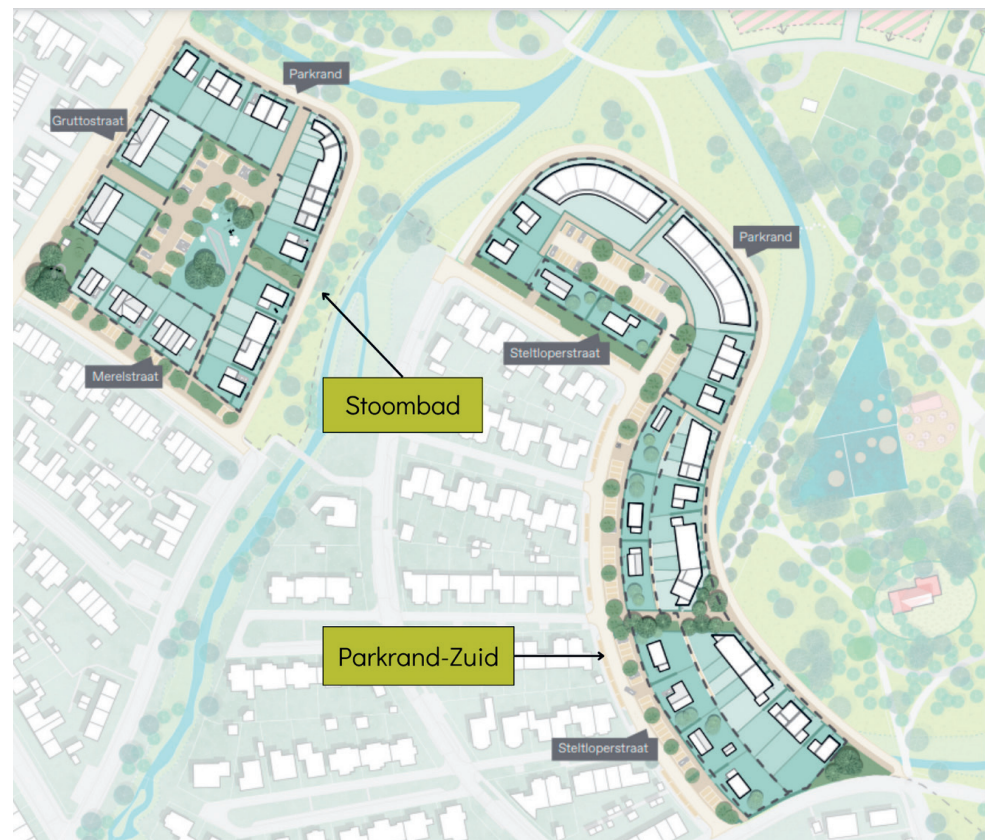 Parkrand
Gruttostraat
Parkrand
Steltloperstraat
Merelstraat
Stoombad
Parkrand-Zuid
Steltloperstraat